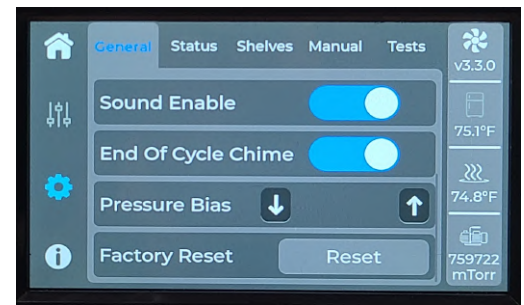 General Status Shelves Manual Tests
v3.3.0
Sound Enable
75.1°F
End Of Cycle Chime
74.8°F
Pressure Bias
Factory Reset Reset
759722
mTorr